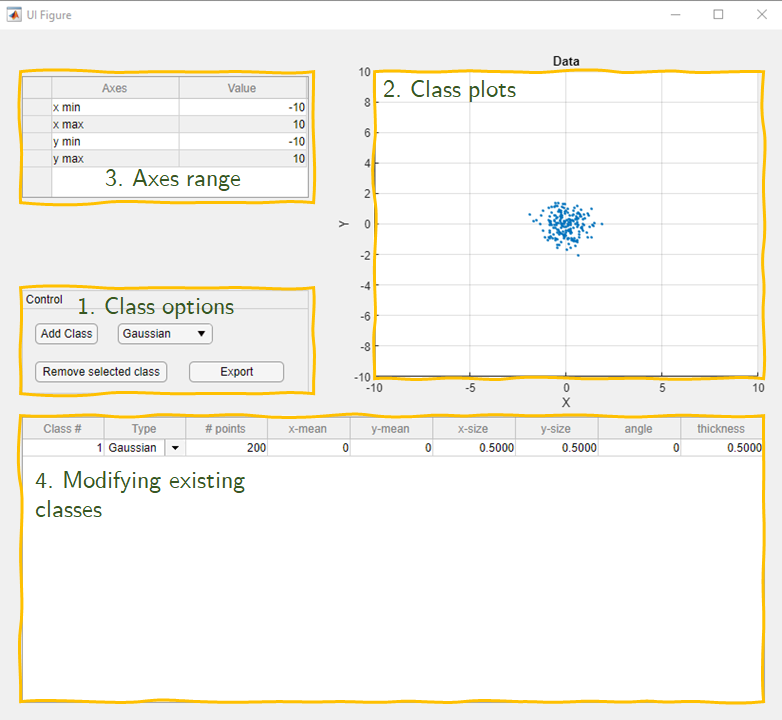 UI Figure
Axes Value
x min -10
x max 10
y min -10
y max 10
3. Axes range
Data
2. Class plots
10
8
6
4
2
0
-2
-4
-6
-8
-10
Y
-10 -5 0 5 10
X
Control
1. Class options
Add Class Gaussian
Remove selected class Export
Class # Type # points x-mean y-mean x-size y-size angle thickness
1 Gaussian 200 0 0 0.5000 0.5000 0 0.5000
4. Modifying existing
classes